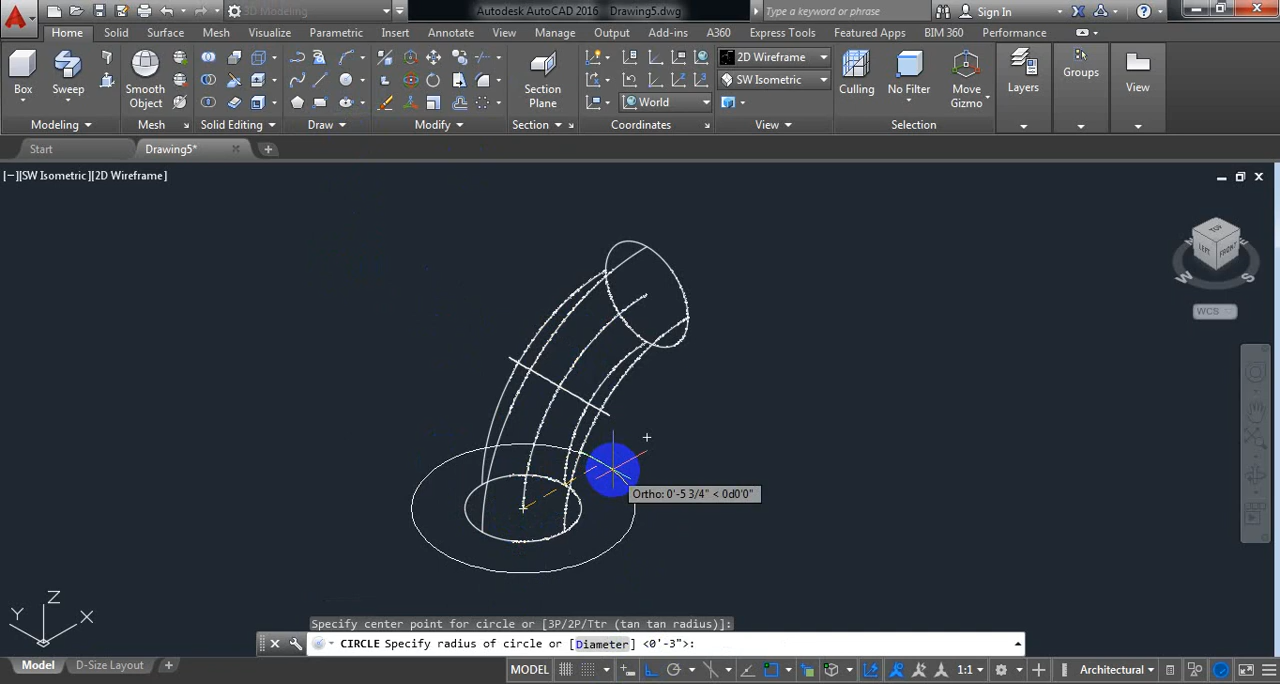 3D Modeling Autodesk AutoCAD 2016 Drawing5.dwg Type a keyword or phrase Sign In
Home Solid Surface Mesh Visualize Parametric Insert Annotate View Manage Output Add-ins A360 Express Tools Featured Apps BIM 360 Performance
2D Wireframe
SW Isometric
World
Box Sweep Smooth Object Section Plane Culling No Filter Move Gizmo Layers Groups View
Modeling Mesh Solid Editing Draw Modify Section Coordinates View Selection
Start Drawing5* +
[−][SW Isometric][2D Wireframe]
TOP
LEFT FRONT
W S
WCS
Ortho: 0'-5 3/4" < 0d0'0"
Z
Y X
Specify center point for circle or [3P/2P/Ttr (tan tan radius)]:
CIRCLE Specify radius of circle or [Diameter] <0'-3">:
Model D-Size Layout + MODEL 1:1 Architectural